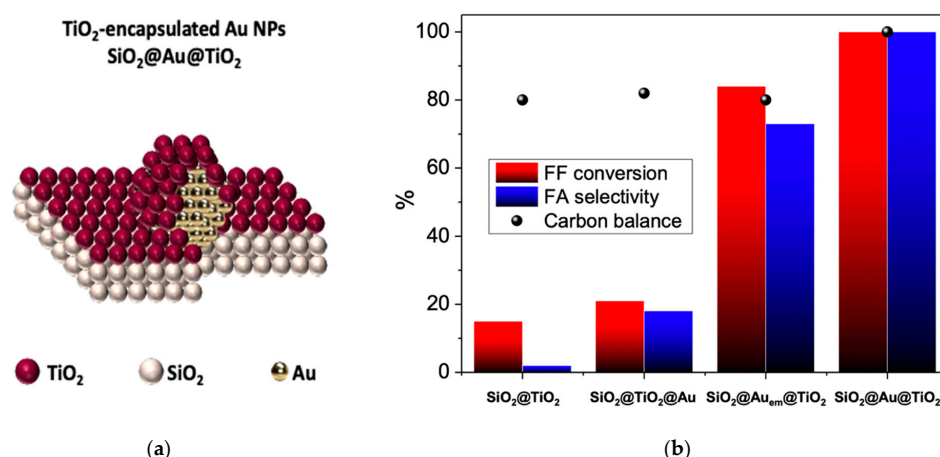 TiO₂-encapsulated Au NPs
SiO₂@Au@TiO₂
TiO₂
SiO₂
Au
(a)
%
100
80
60
40
20
0
FF conversion
FA selectivity
Carbon balance
SiO₂@TiO₂
SiO₂@TiO₂@Au
SiO₂@Auₑₘ@TiO₂
SiO₂@Au@TiO₂
(b)